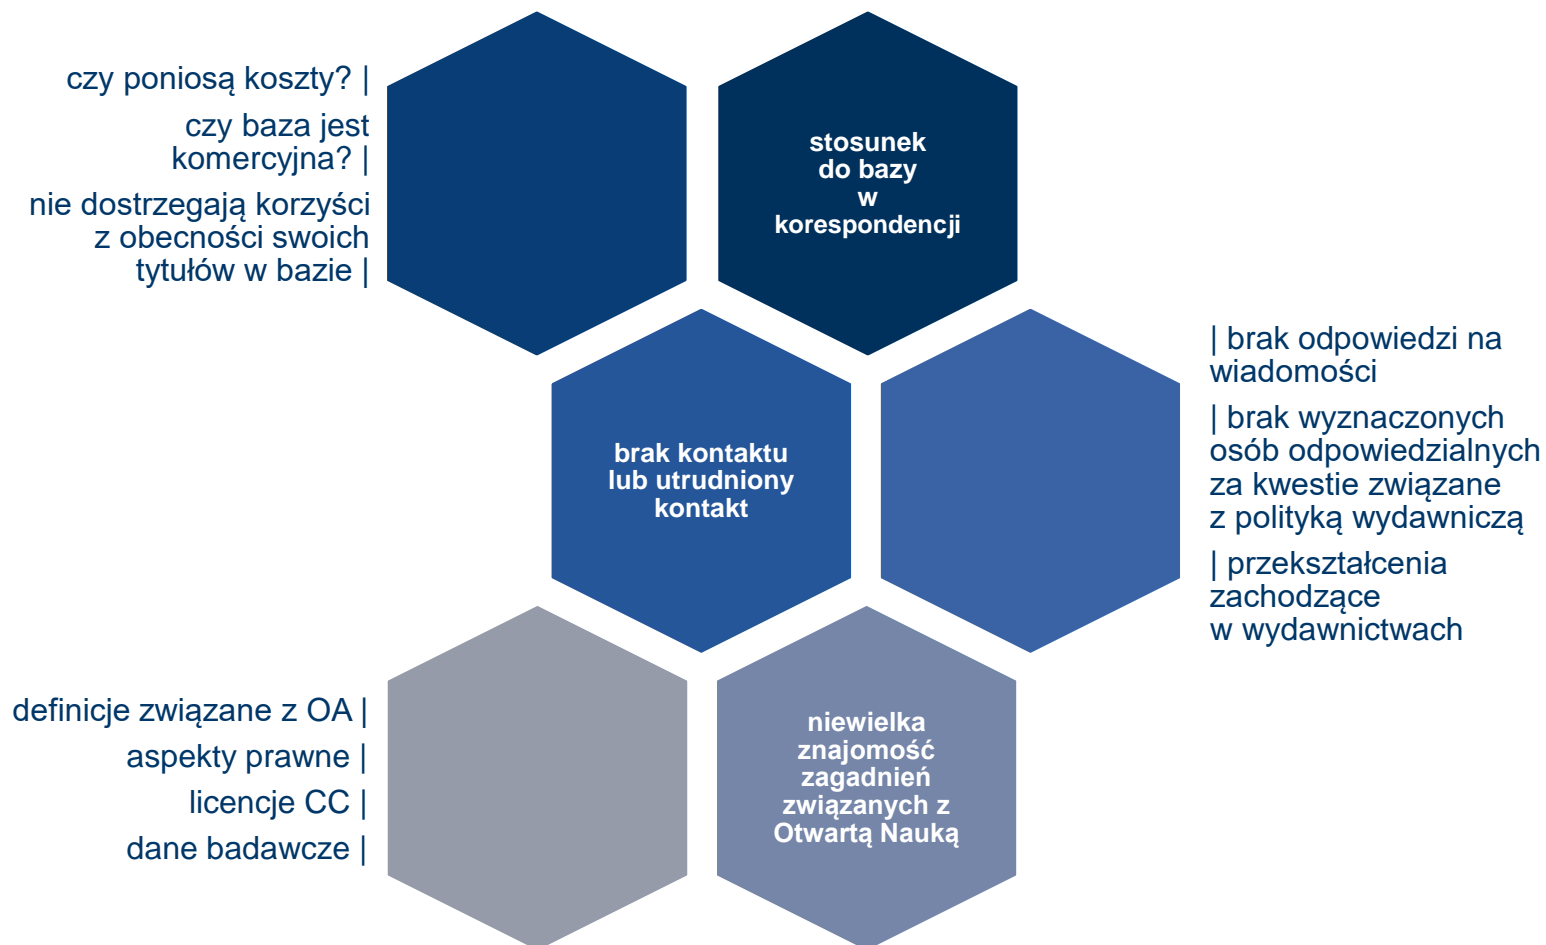 czy poniosą koszty? |
czy baza jest
komercyjna? |
nie dostrzegają korzyści
z obecności swoich
tytułów w bazie |
stosunek
do bazy
w
korespondencji
brak kontaktu
lub utrudniony
kontakt
| brak odpowiedzi na
wiadomości
| brak wyznaczonych
osób odpowiedzialnych
za kwestie związane
z polityką wydawniczą
| przekształcenia
zachodzące
w wydawnictwach
definicje związane z OA |
aspekty prawne |
licencje CC |
dane badawcze |
niewielka
znajomość
zagadnień
związanych z
Otwartą Nauką